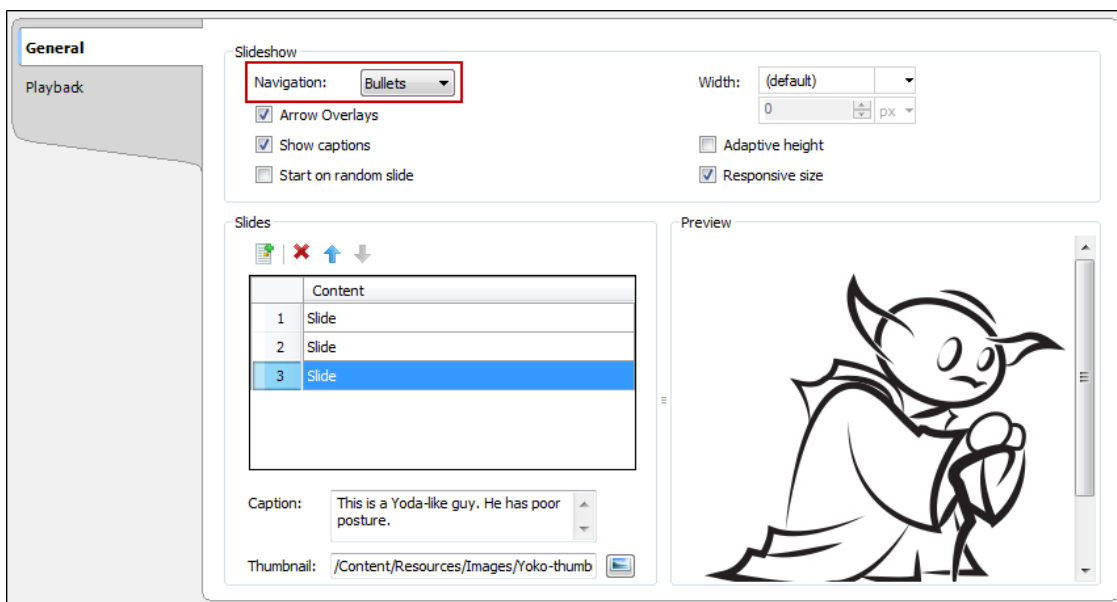 General
Playback
Slideshow
Navigation: Bullets
Width: (default)
Arrow Overlays
0 px
Show captions
Adaptive height
Start on random slide
Responsive size
Slides
Preview
Content
1 Slide
2 Slide
3 Slide
Caption: This is a Yoda-like guy. He has poor
posture.
Thumbnail: /Content/Resources/Images/Yoko-thumb